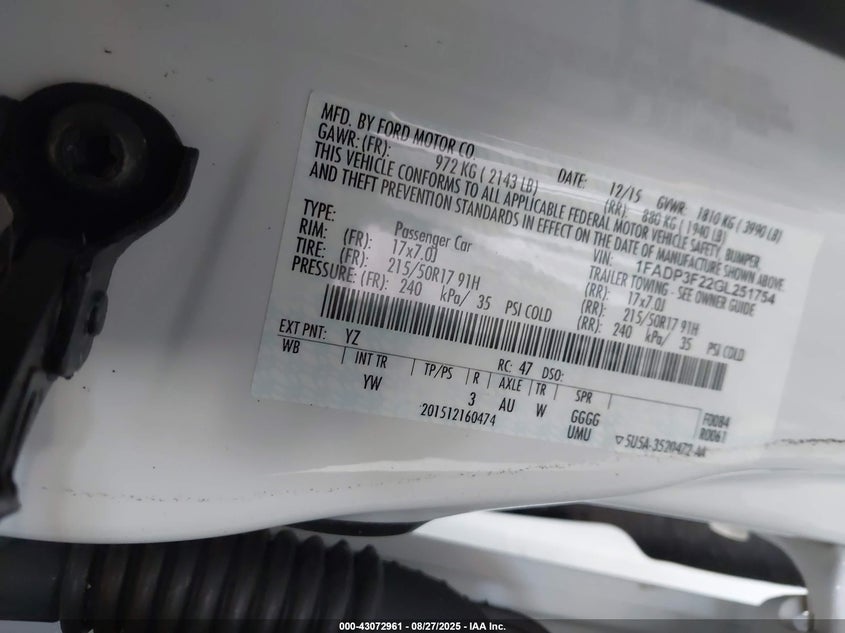 MFD. BY FORD MOTOR CO.
DATE: 12/15 GVWR: 1810 KG ( 3990 LB)
GAWR: (FR): 972 KG ( 2143 LB) (RR): 880 KG ( 1940 LB)
THIS VEHICLE CONFORMS TO ALL APPLICABLE FEDERAL MOTOR VEHICLE SAFETY, BUMPER,
AND THEFT PREVENTION STANDARDS IN EFFECT ON THE DATE OF MANUFACTURE SHOWN ABOVE.
1FADP3F22GL251754
TYPE: Passenger Car TRAILER TOWING - SEE OWNER GUIDE
RIM: (FR): 17x7.0J (RR): 17x7.0J
TIRE: (FR): 215/50R17 91H (RR): 215/50R17 91H
PRESSURE: (FR): 240 kPa/ 35 PSI COLD (RR): 240 kPa/ 35 PSI COLD
EXT PNT: YZ RC: 47 DSO:
WB INT TR TP/PS R AXLE TR SPR
YW 3 AU W GGGG F0084
201512160474 UMU R0061
5U5A-3520472-AA
000-43072961 - 08/27/2025 - IAA Inc.